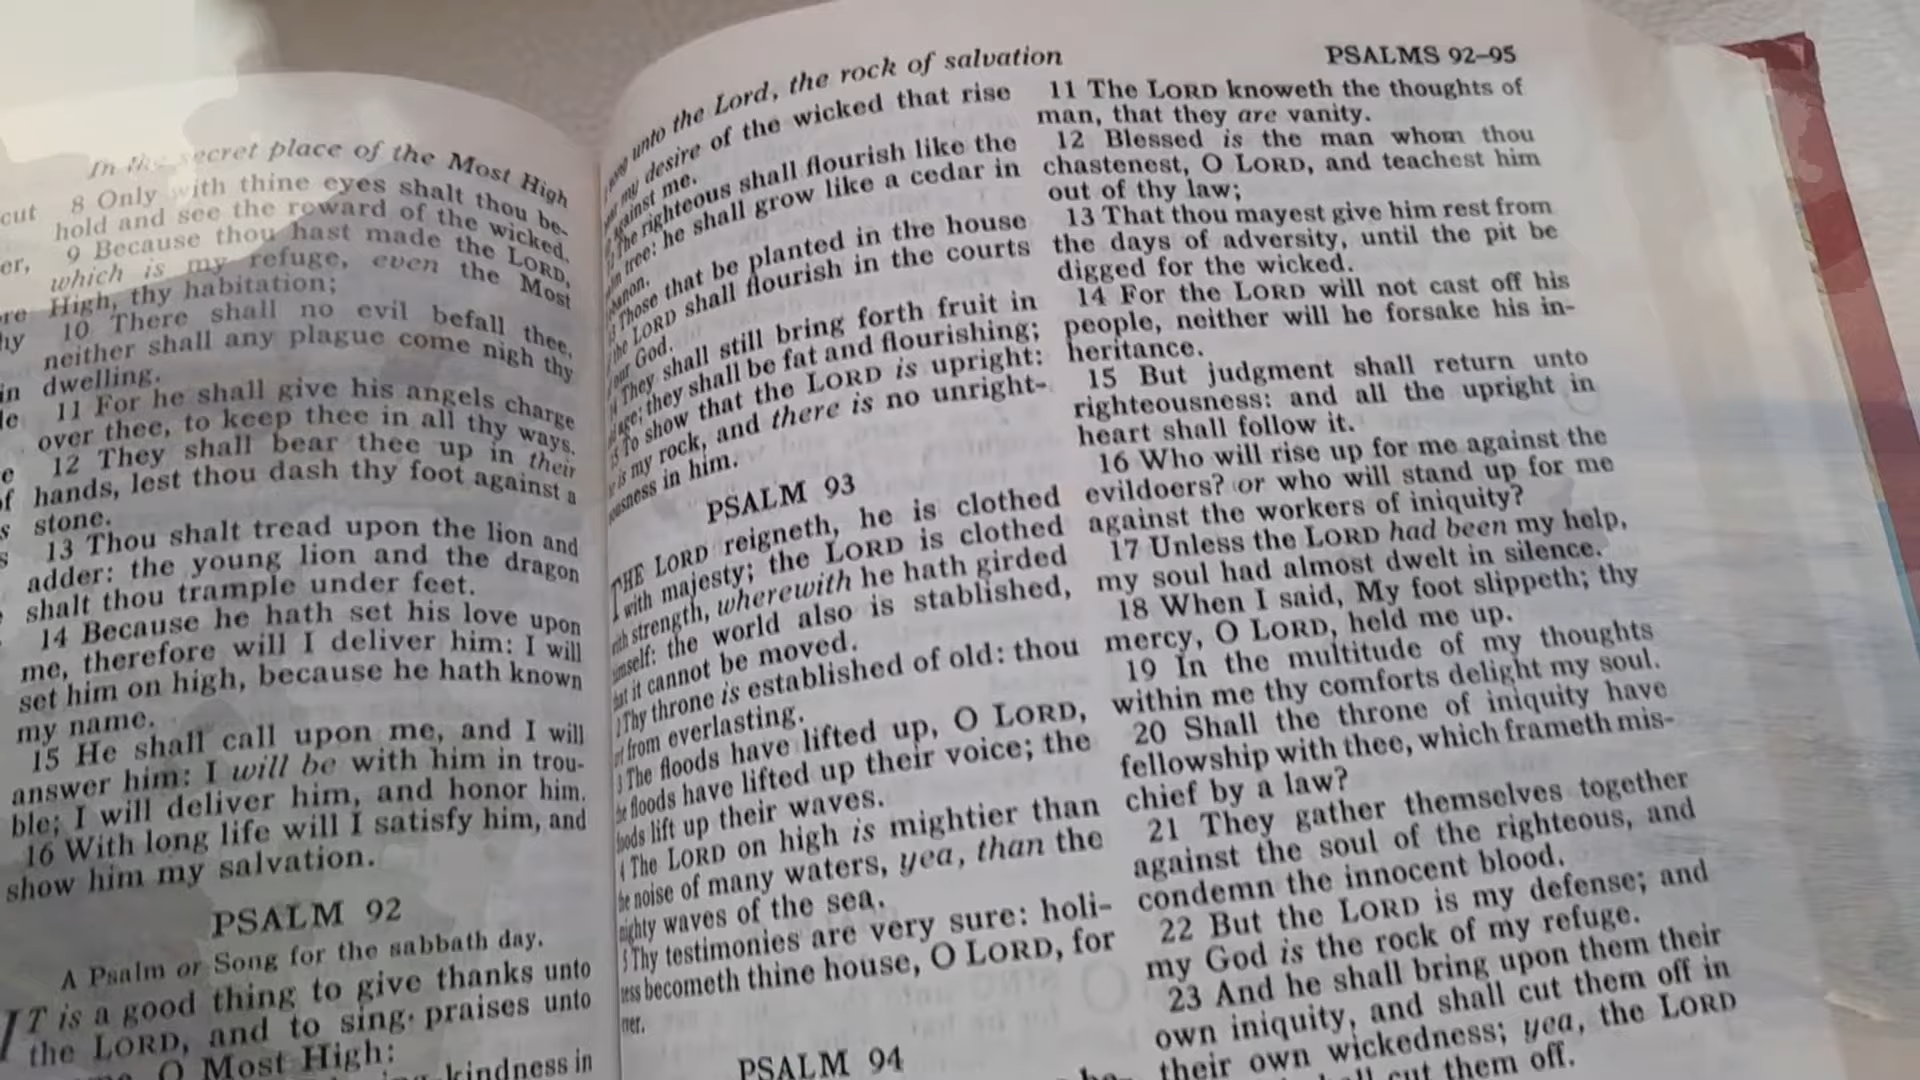 In thy secret place of the Most High
cut
er,
re
hy
in
le
e
of
s
s
8 Only with thine eyes shalt thou be-
hold and see the reward of the wicked.
9 Because thou hast made the LORD,
which is my refuge, even the Most
High, thy habitation;
10 There shall no evil befall thee,
neither shall any plague come nigh thy
dwelling.
11 For he shall give his angels charge
over thee, to keep thee in all thy ways.
12 They shall bear thee up in their
hands, lest thou dash thy foot against a
stone.
13 Thou shalt tread upon the lion and
adder: the young lion and the dragon
shalt thou trample under feet.
14 Because he hath set his love upon
me, therefore will I deliver him: I will
set him on high, because he hath known
my name.
15 He shall call upon me, and I will
answer him: I will be with him in trou-
ble; I will deliver him, and honor him.
16 With long life will I satisfy him, and
show him my salvation.
PSALM 92
A Psalm or Song for the sabbath day.
IT is a good thing to give thanks unto
the LORD, and to sing praises unto
O Most High:
kindness in
unto the Lord, the rock of salvation
PSALMS 92–95
my desire of the wicked that rise
against me.
The righteous shall flourish like the
tree: he shall grow like a cedar in
banon.
Those that be planted in the house
the LORD shall flourish in the courts
our God.
14 They shall still bring forth fruit in
age; they shall be fat and flourishing;
15 To show that the LORD is upright:
is my rock, and there is no unright-
ousness in him.
PSALM 93
THE LORD reigneth, he is clothed
with majesty; the LORD is clothed
with strength, wherewith he hath girded
imself: the world also is stablished,
that it cannot be moved.
2 Thy throne is established of old: thou
art from everlasting.
3 The floods have lifted up, O LORD,
the floods have lifted up their voice; the
floods lift up their waves.
4 The LORD on high is mightier than
the noise of many waters, yea, than the
mighty waves of the sea.
5 Thy testimonies are very sure: holi-
ness becometh thine house, O LORD, for
ever.
PSALM 94
11 The LORD knoweth the thoughts of
man, that they are vanity.
12 Blessed is the man whom thou
chastenest, O LORD, and teachest him
out of thy law;
13 That thou mayest give him rest from
the days of adversity, until the pit be
digged for the wicked.
14 For the LORD will not cast off his
people, neither will he forsake his in-
heritance.
15 But judgment shall return unto
righteousness: and all the upright in
heart shall follow it.
16 Who will rise up for me against the
evildoers? or who will stand up for me
against the workers of iniquity?
17 Unless the LORD had been my help,
my soul had almost dwelt in silence.
18 When I said, My foot slippeth; thy
mercy, O LORD, held me up.
19 In the multitude of my thoughts
within me thy comforts delight my soul.
20 Shall the throne of iniquity have
fellowship with thee, which frameth mis-
chief by a law?
21 They gather themselves together
against the soul of the righteous, and
condemn the innocent blood.
22 But the LORD is my defense; and
my God is the rock of my refuge.
23 And he shall bring upon them their
own iniquity, and shall cut them off in
their own wickedness; yea, the LORD
cut them off.